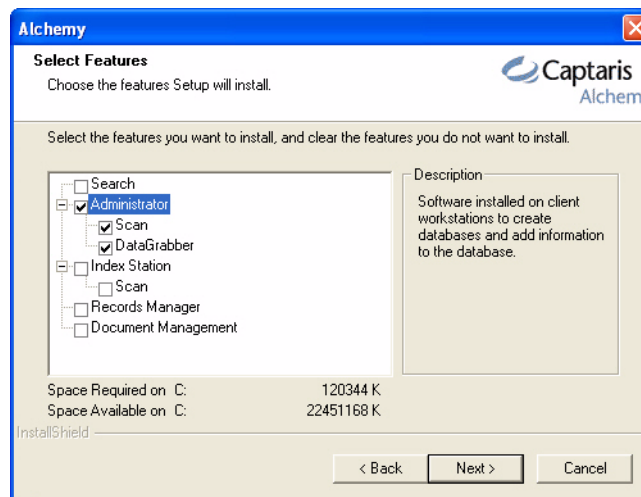 Alchemy
Select Features
Choose the features Setup will install.
Captaris
Alchem
Select the features you want to install, and clear the features you do not want to install.
Search
Administrator
Scan
DataGrabber
Index Station
Scan
Records Manager
Document Management
Description
Software installed on client
workstations to create
databases and add information
to the database.
Space Required on C: 120344 K
Space Available on C: 22451168 K
InstallShield
< Back
Next >
Cancel